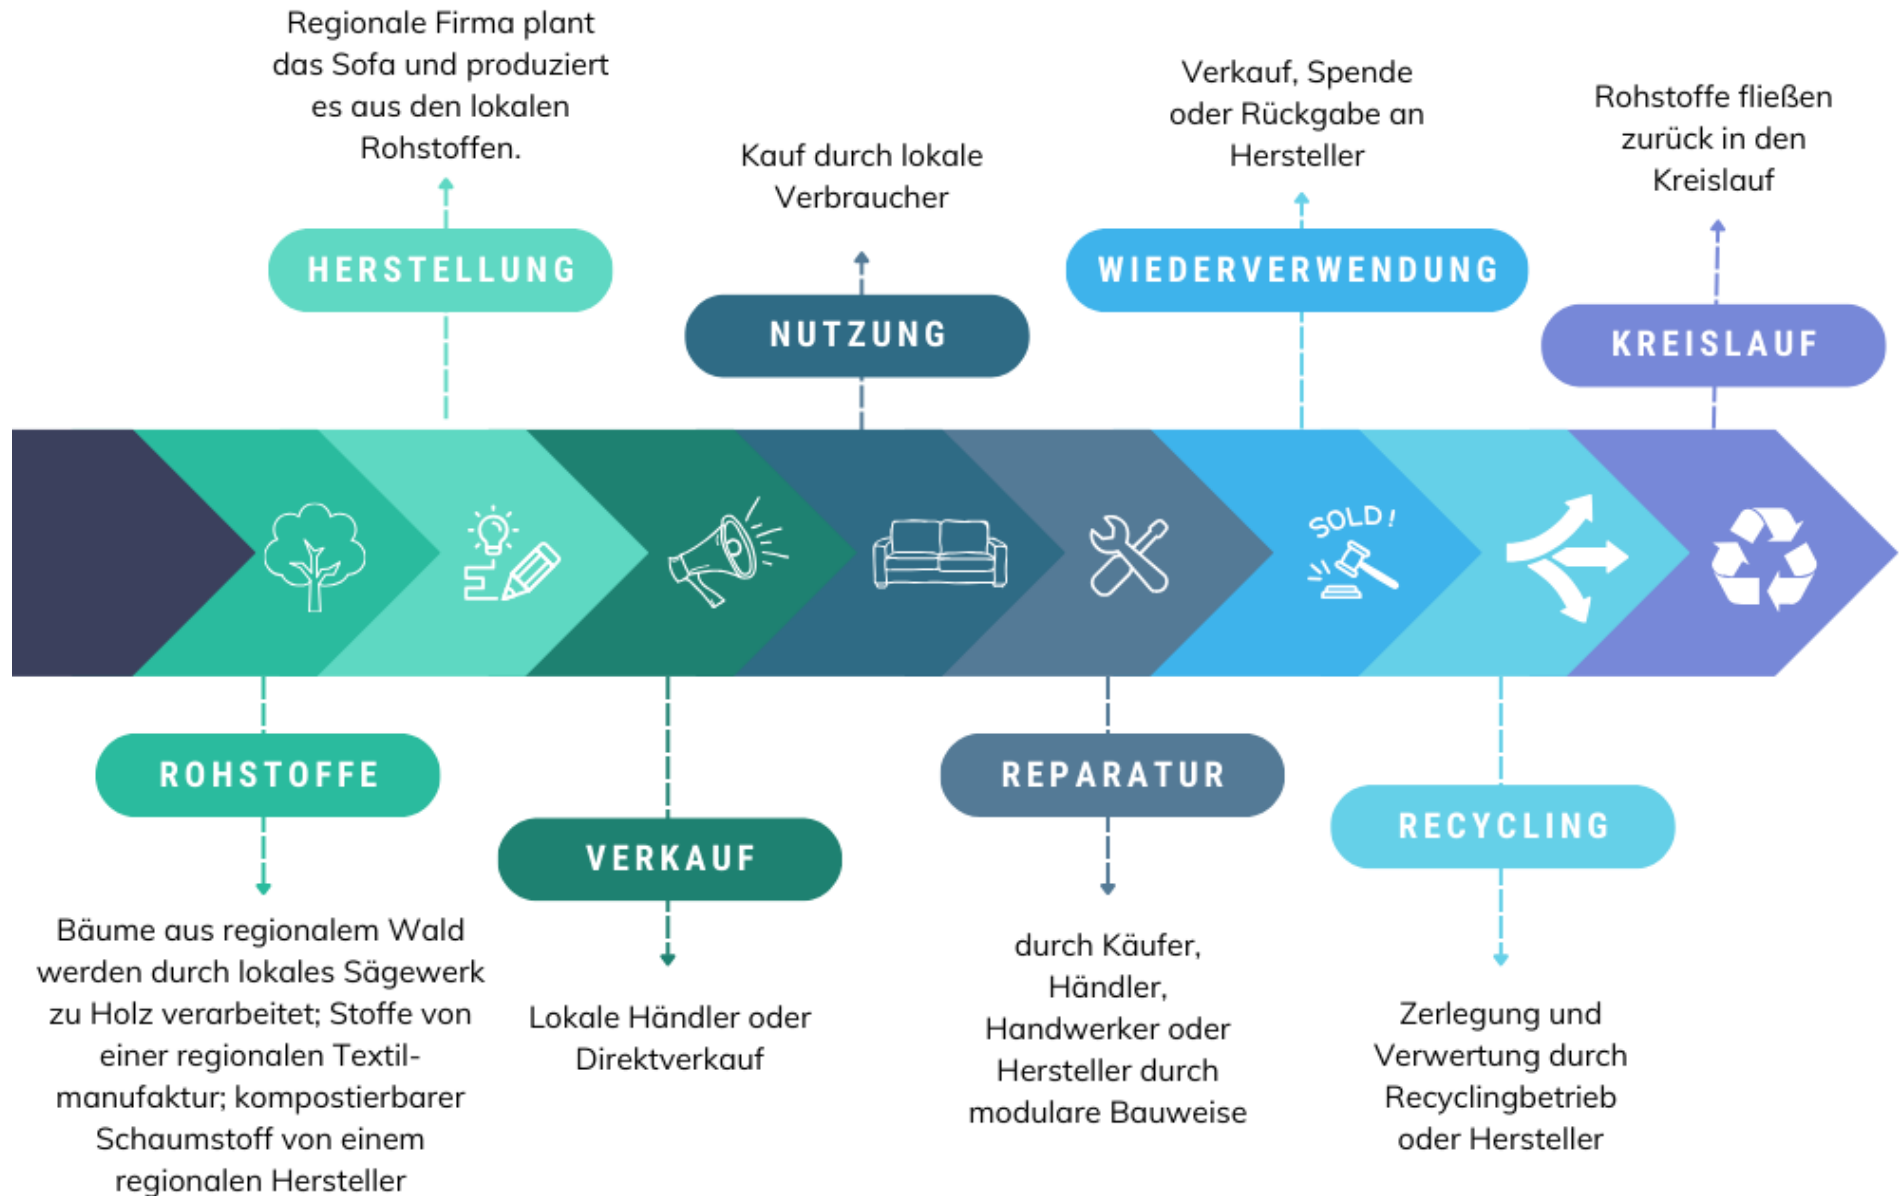 Regionale Firma plant
das Sofa und produziert
es aus den lokalen
Rohstoffen.
HERSTELLUNG
Kauf durch lokale
Verbraucher
NUTZUNG
Verkauf, Spende
oder Rückgabe an
Hersteller
WIEDERVERWENDUNG
Rohstoffe fließen
zurück in den
Kreislauf
KREISLAUF
SOLD!
ROHSTOFFE
Bäume aus regionalem Wald
werden durch lokales Sägewerk
zu Holz verarbeitet; Stoffe von
einer regionalen Textil-
manufaktur; kompostierbarer
Schaumstoff von einem
regionalen Hersteller
VERKAUF
Lokale Händler oder
Direktverkauf
REPARATUR
durch Käufer,
Händler,
Handwerker oder
Hersteller durch
modulare Bauweise
RECYCLING
Zerlegung und
Verwertung durch
Recyclingbetrieb
oder Hersteller